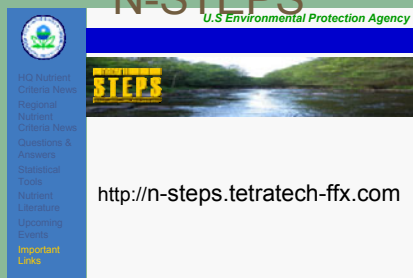 N-STEPS
U.S Environmental Protection Agency
HQ Nutrient
Criteria News
Regional
Nutrient
Criteria News
Questions &
Answers
Statistical
Tools
Nutrient
Literature
Upcoming
Events
Important
Links
STEPS
http://n-steps.tetratech-ffx.com